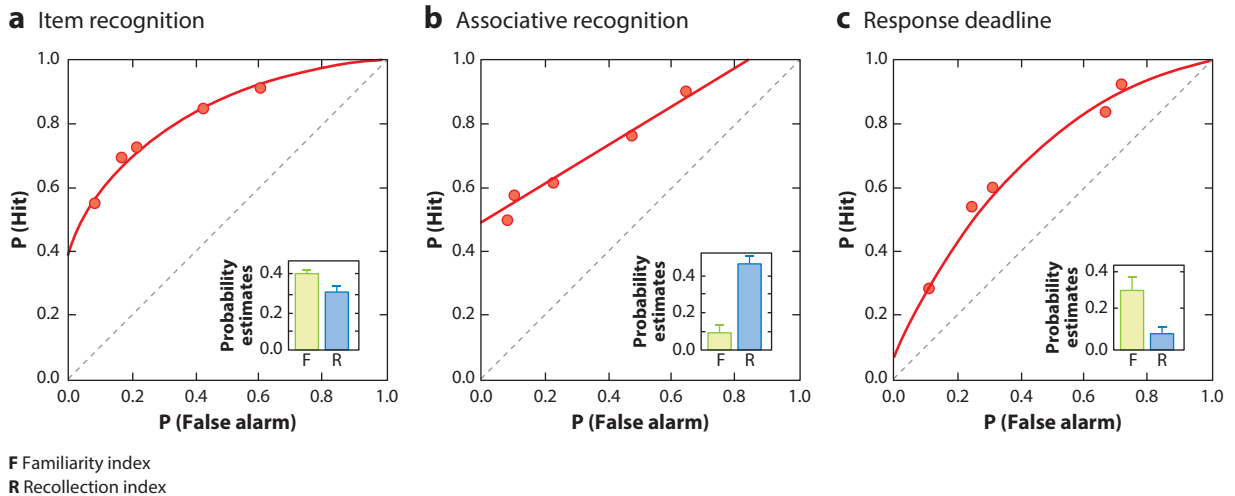 a Item recognition
P (Hit)
1.0
0.8
0.6
0.4
0.2
0.0
0.0 0.2 0.4 0.6 0.8 1.0
P (False alarm)
Probability
estimates
0.4
0.2
0.0
F R
b Associative recognition
P (Hit)
1.0
0.8
0.6
0.4
0.2
0.0
0.0 0.2 0.4 0.6 0.8 1.0
P (False alarm)
Probability
estimates
0.4
0.2
0.0
F R
c Response deadline
P (Hit)
1.0
0.8
0.6
0.4
0.2
0.0
0.0 0.2 0.4 0.6 0.8 1.0
P (False alarm)
Probability
estimates
0.4
0.2
0.0
F R
F Familiarity index
R Recollection index